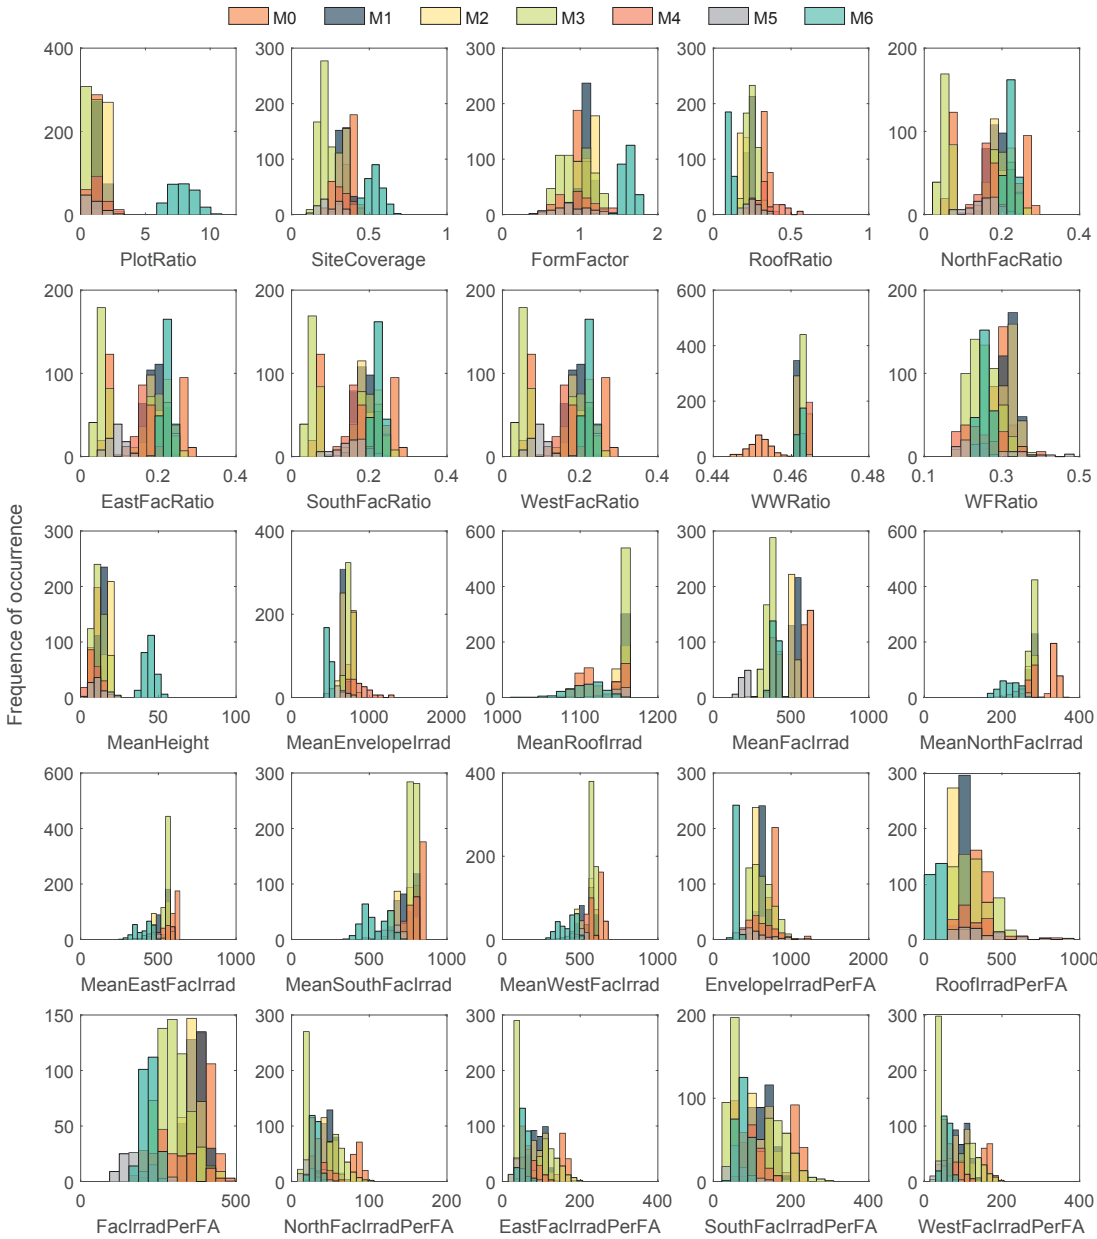 M0 M1 M2 M3 M4 M5 M6
400 300 300 300 200
300
200 200 200 150
200 100
100 100 100 50
0 0 0 0 0
0 5 10 0 0.5 1 0 1 2 0 0.5 1 0 0.2 0.4
PlotRatio SiteCoverage FormFactor RoofRatio NorthFacRatio
200 200 200 600 200
400
100 100 100 100
200
0 0 0 0 0
0 0.2 0.4 0 0.2 0.4 0 0.2 0.4 0.44 0.46 0.48 0.1 0.3 0.5
EastFacRatio SouthFacRatio WestFacRatio WWRatio WFRatio
Frequence of occurrence
300 400 600 300 600
200 400 200 400
200
100 200 100 200
0 0 0 0 0
0 50 100 0 1000 2000 1000 1100 1200 0 500 1000 0 200 400
MeanHeight MeanEnvelopeIrrad MeanRoofIrrad MeanFacIrrad MeanNorthFacIrrad
600 300 400 300 300
400 200 200 200
200
200 100 100 100
0 0 0 0 0
0 500 1000 0 500 1000 0 500 1000 0 1000 2000 0 500 1000
MeanEastFacIrrad MeanSouthFacIrrad MeanWestFacIrrad EnvelopeIrradPerFA RoofIrradPerFA
150 300 300 200 300
100 200 200 200
100
50 100 100 100
0 0 0 0 0
0 500 0 100 200 0 200 400 0 200 400 0 200 400
FacIrradPerFA NorthFacIrradPerFA EastFacIrradPerFA SouthFacIrradPerFA WestFacIrradPerFA